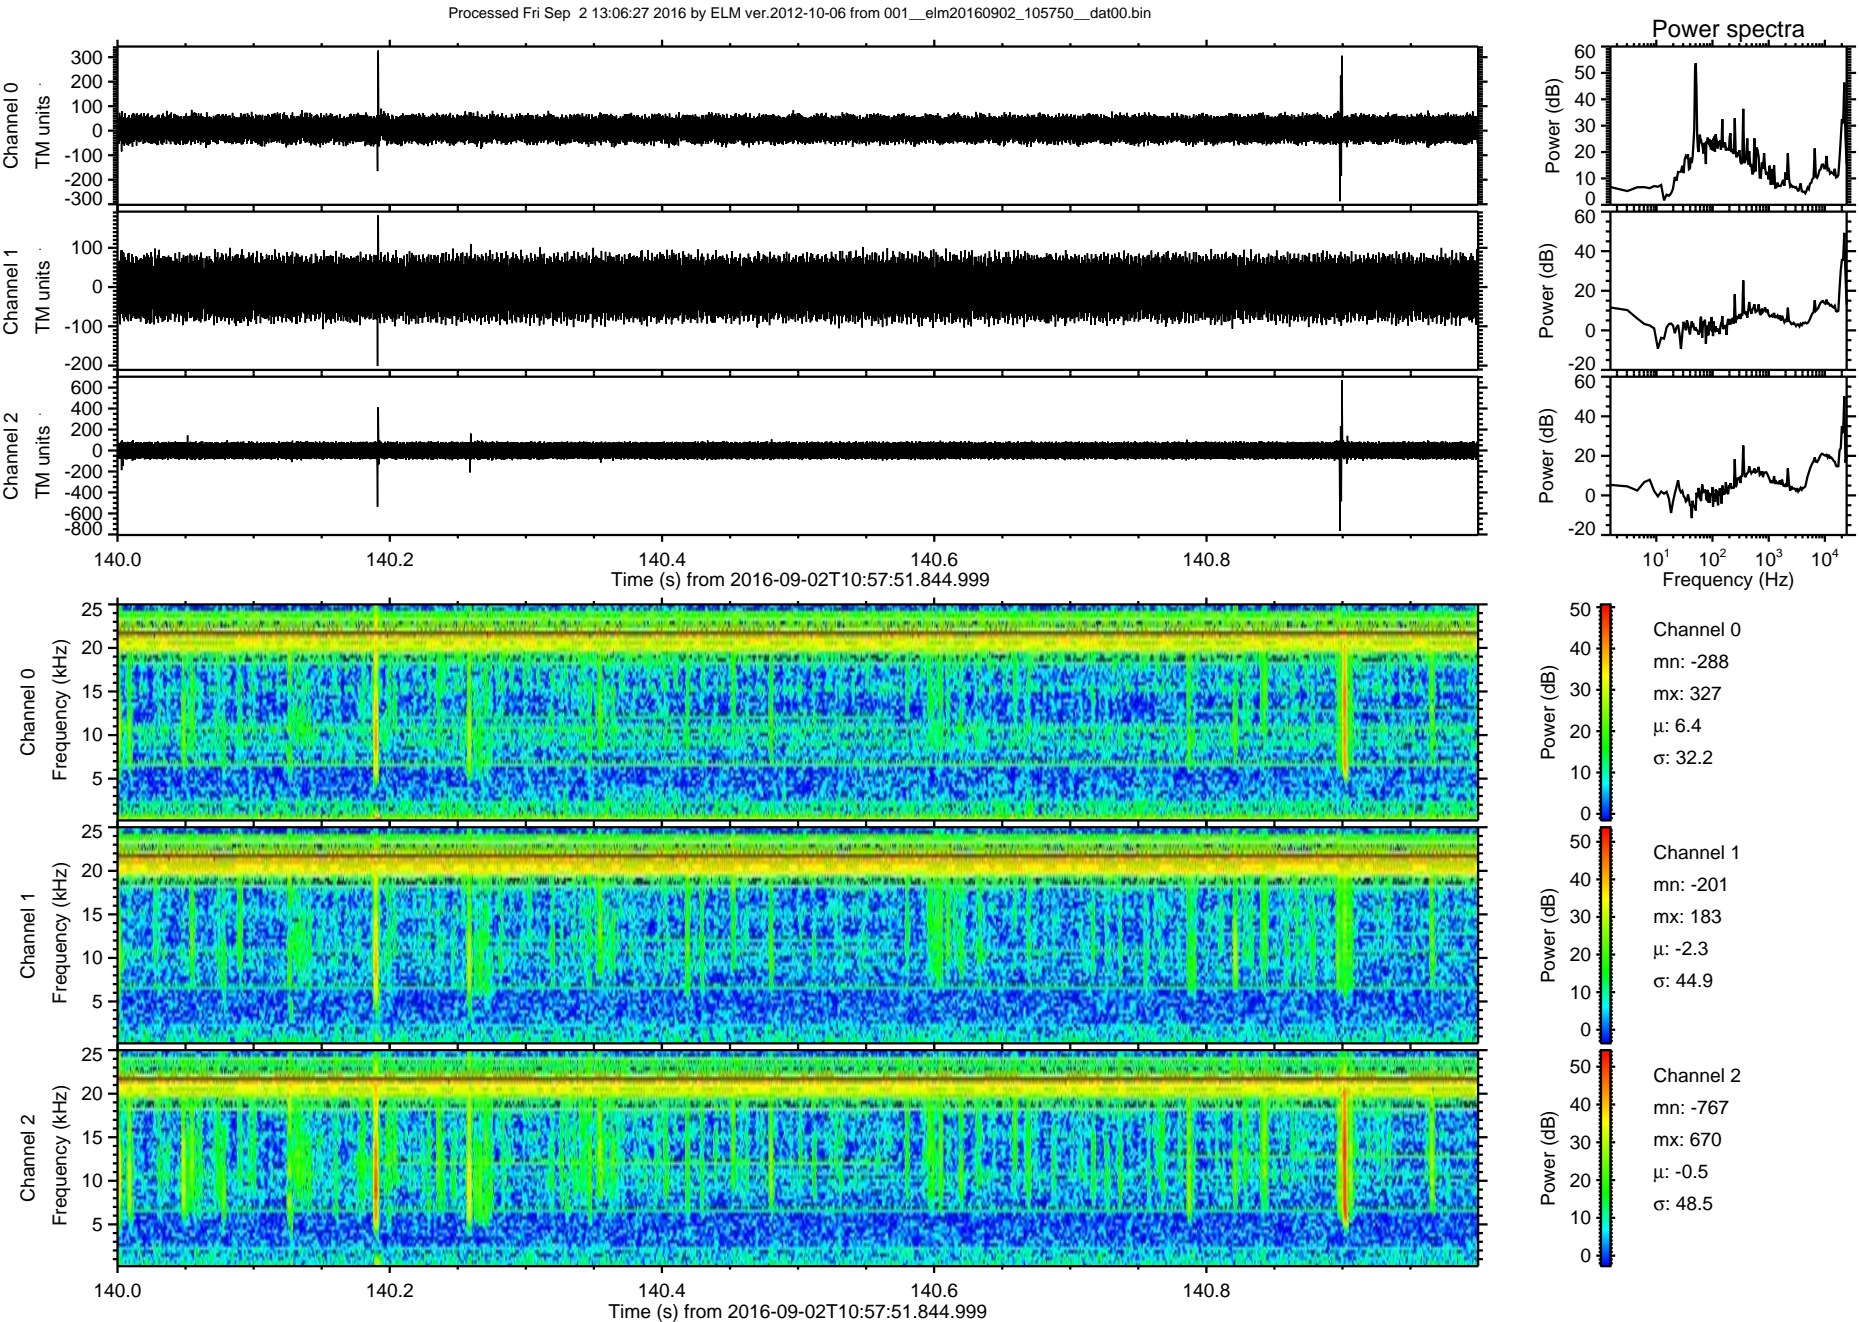 Processed Fri Sep  2 13:06:27 2016 by ELM ver.2012-10-06 from 001__elm20160902_105750__dat00.bin
Power spectra
Channel 0
TM units
300
200
100
0
-100
-200
-300
Power (dB)
60
50
40
30
20
10
0
Channel 1
TM units
100
0
-100
-200
Power (dB)
60
40
20
0
-20
Channel 2
TM units
600
400
200
0
-200
-400
-600
-800
Power (dB)
60
40
20
0
-20
140.0 140.2 140.4 140.6 140.8
Time (s) from 2016-09-02T10:57:51.844.999
10¹ 10² 10³ 10⁴
Frequency (Hz)
Channel 0
Frequency (kHz)
25
20
15
10
5
Power (dB)
50
40
30
20
10
0
Channel 0
mn: -288
mx: 327
μ: 6.4
σ: 32.2
Channel 1
Frequency (kHz)
25
20
15
10
5
Power (dB)
50
40
30
20
10
0
Channel 1
mn: -201
mx: 183
μ: -2.3
σ: 44.9
Channel 2
Frequency (kHz)
25
20
15
10
5
Power (dB)
50
40
30
20
10
0
Channel 2
mn: -767
mx: 670
μ: -0.5
σ: 48.5
140.0 140.2 140.4 140.6 140.8
Time (s) from 2016-09-02T10:57:51.844.999